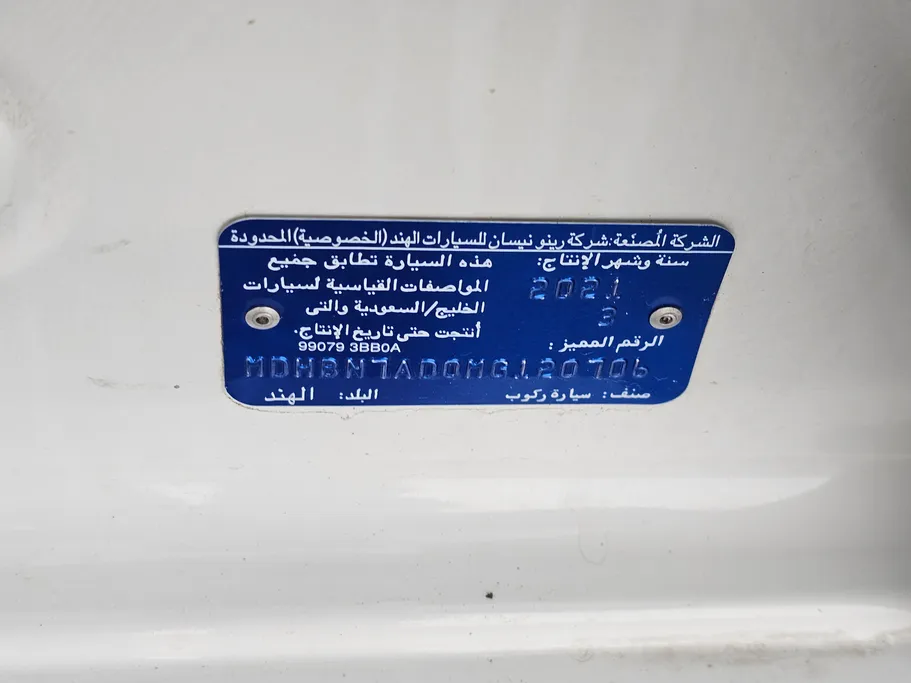 الشركة المصنعة: شركة رينو نيسان للسيارات الهند (الخصوصية) المحدودة
سنة وشهر الإنتاج:
2021
3
هذه السيارة تطابق جميع
المواصفات القياسية لسيارات
الخليج/السعودية والتى
أنتجت حتى تاريخ الإنتاج.
الرقم المميز:
99079 3BB0A
MDHBN7AD0MG120706
صنف: سيارة ركوب
البلد: الهند